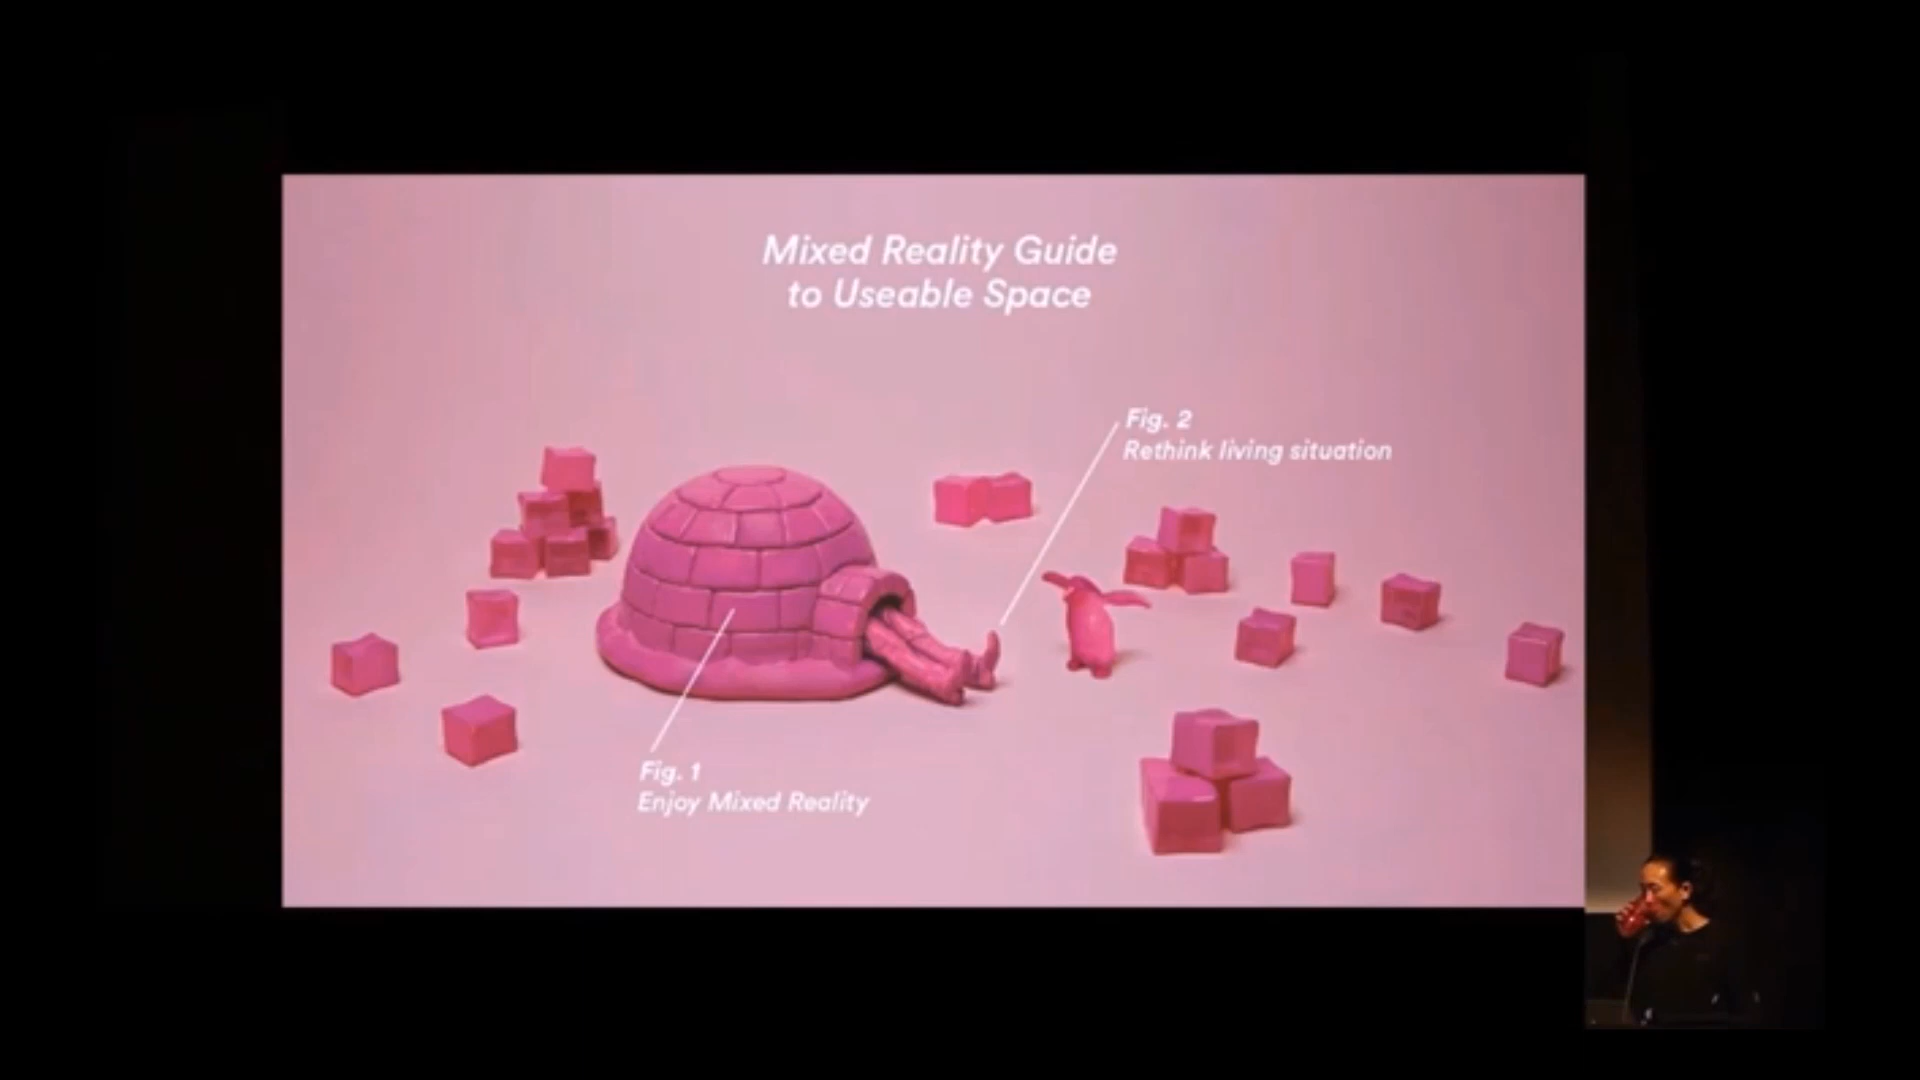 Mixed Reality Guide
to Useable Space
Fig. 2
Rethink living situation
Fig. 1
Enjoy Mixed Reality